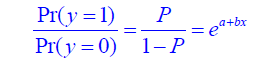 Pr(y = 1) / Pr(y = 0) = P / 1 − P = e^{a+bx}